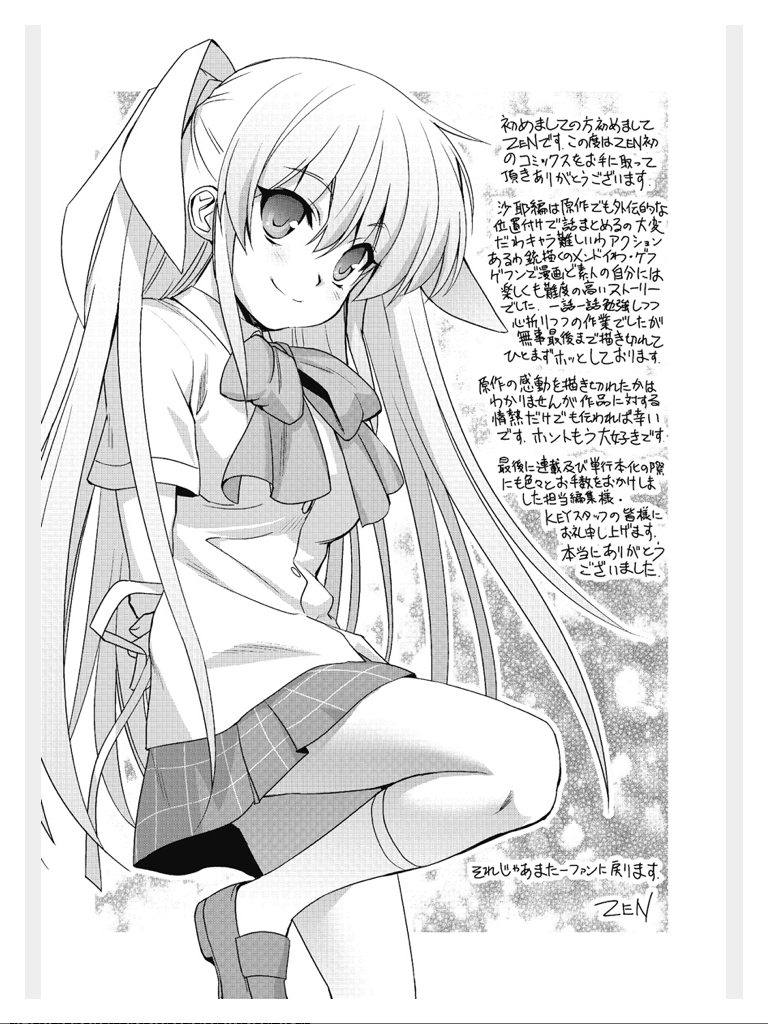 初めましての方初めまして
ZENです。この度はZEN初
のコミックスをお手に取って
頂きありがとうございます。
沙耶編は原作でも外伝的な
位置付けで話まとめるの大変
だわキャラ難しいわアクション
あるわ銃描くのメンドイわ・ゲフ
ゲフンで漫画ど素人の自分には
楽しくも難度の高いストーリー
でした。一話一話勉強しつつ
心折りつつの作業でしたが
無事最後まで描き切れて
ひとまずホッとしております。
原作の感動を描き切れたかは
わかりませんが作品に対する
情熱だけでも伝われば幸い
です。ホントもう大好きです。
最後に連載及び単行本化の際
にも色々とお手数をおかけしま
した担当編集様・
KEYスタッフの皆様に
お礼申し上げます。
本当にありがとう
ございました。
それじゃあまた一ファンに戻ります。
ZEN